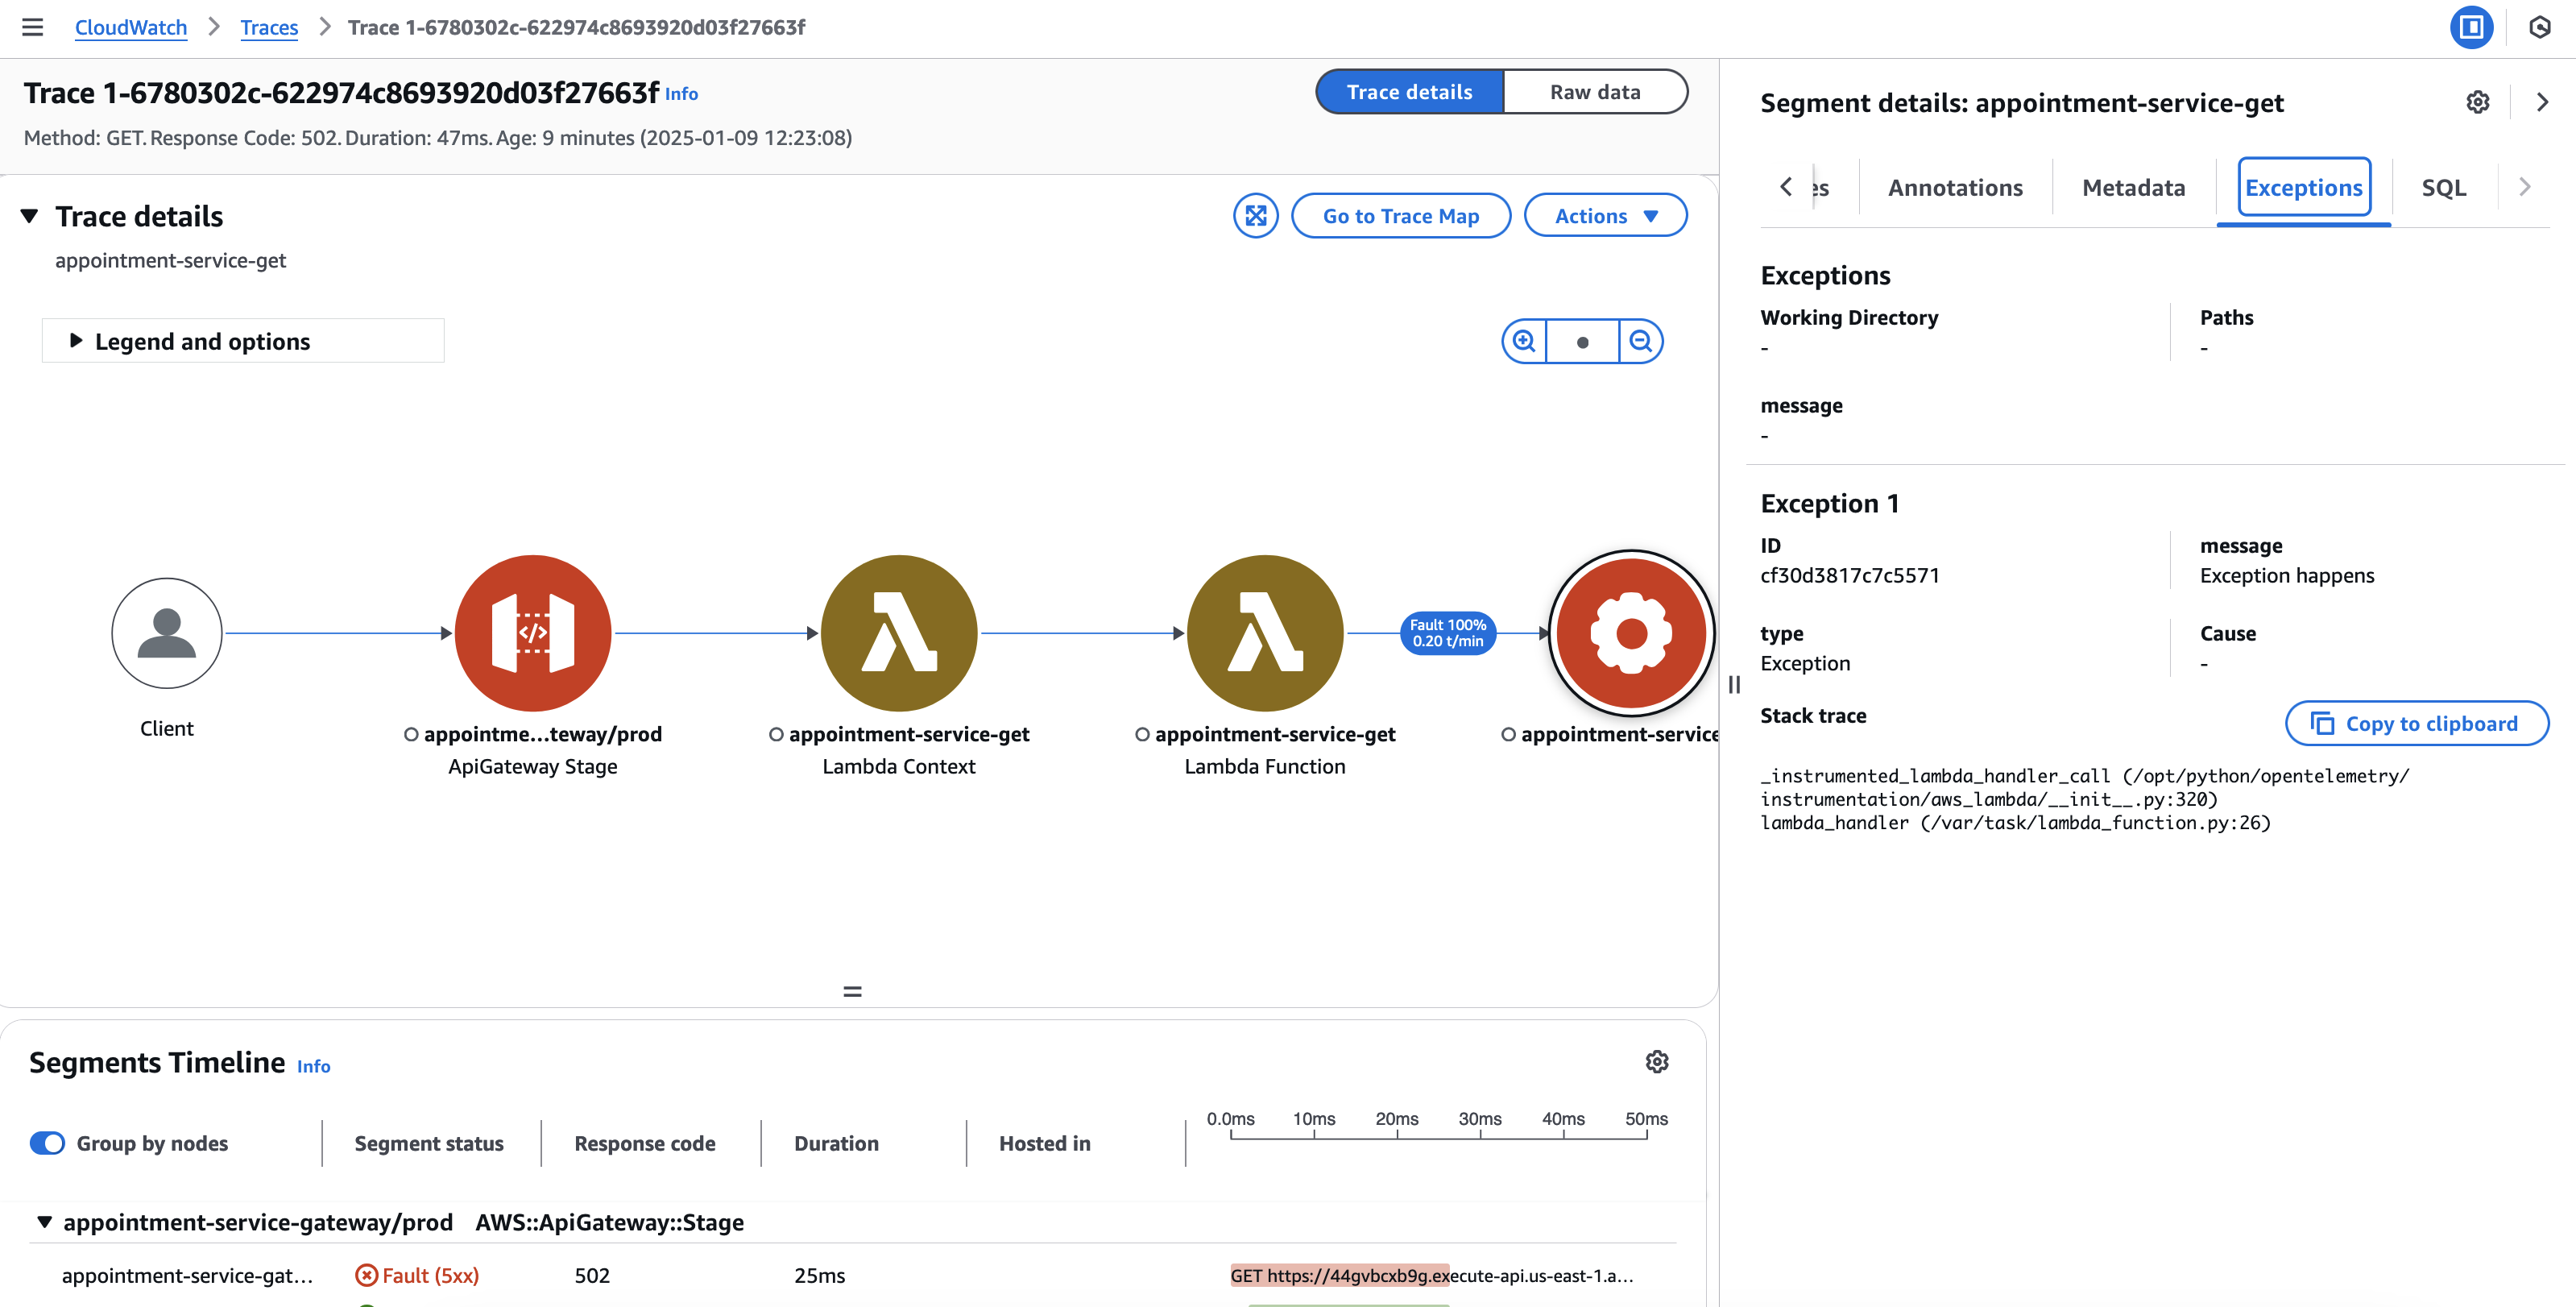 CloudWatch > Traces > Trace 1-6780302c-622974c8693920d03f27663f
Trace 1-6780302c-622974c8693920d03f27663f Info
Trace details Raw data
Method: GET. Response Code: 502. Duration: 47ms. Age: 9 minutes (2025-01-09 12:23:08)
Trace details
Go to Trace Map
Actions
appointment-service-get
Legend and options
Fault 100%
0.20 t/min
Client
appointme...teway/prod
ApiGateway Stage
appointment-service-get
Lambda Context
appointment-service-get
Lambda Function
appointment-service
Segments Timeline Info
0.0ms 10ms 20ms 30ms 40ms 50ms
Group by nodes Segment status Response code Duration Hosted in
appointment-service-gateway/prod AWS::ApiGateway::Stage
appointment-service-gat... Fault (5xx) 502 25ms GET https://44gvbcxb9g.execute-api.us-east-1.a...
Segment details: appointment-service-get
es Annotations Metadata Exceptions SQL
Exceptions
Working Directory Paths
- -
message
-
Exception 1
ID message
cf30d3817c7c5571 Exception happens
type Cause
Exception -
Stack trace Copy to clipboard
_instrumented_lambda_handler_call (/opt/python/opentelemetry/
instrumentation/aws_lambda/__init__.py:320)
lambda_handler (/var/task/lambda_function.py:26)